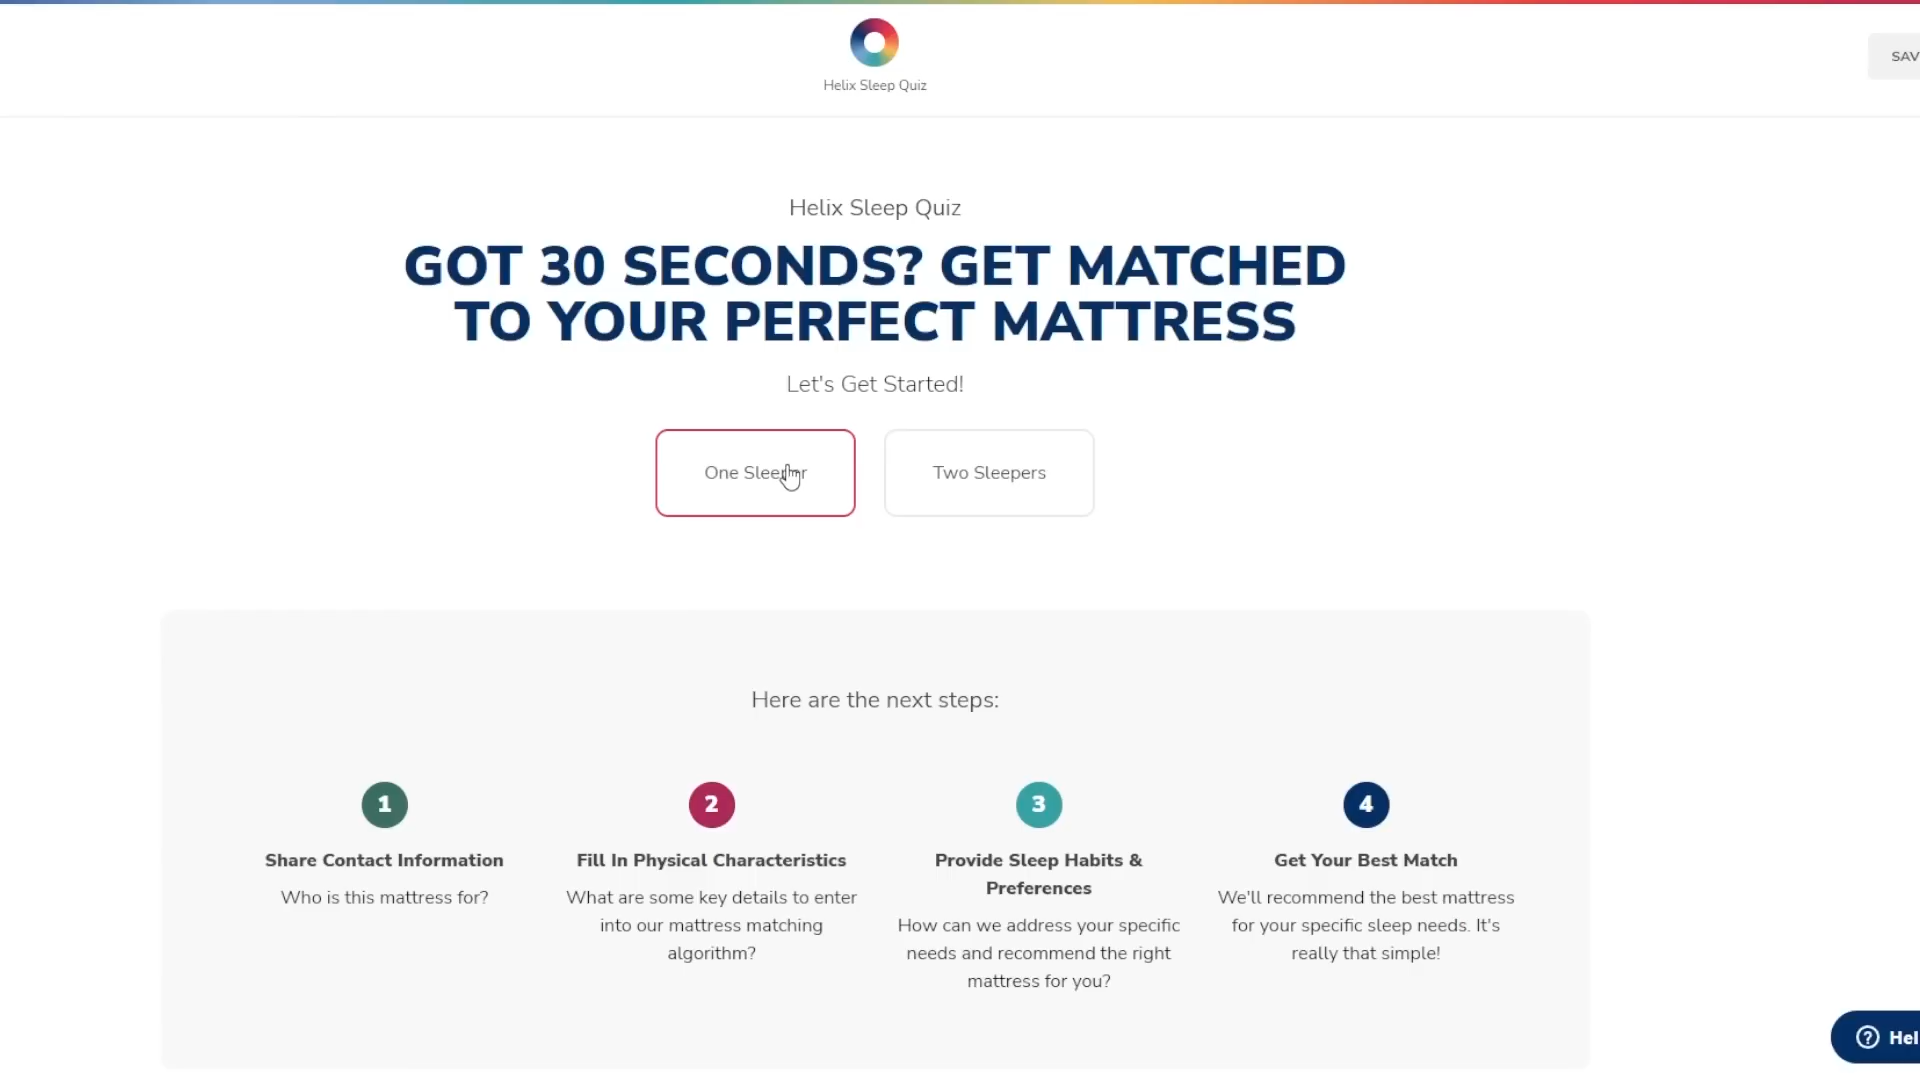 Helix Sleep Quiz
Helix Sleep Quiz
GOT 30 SECONDS? GET MATCHED
TO YOUR PERFECT MATTRESS
Let's Get Started!
One Sleeper
Two Sleepers
Here are the next steps:
1
Share Contact Information
Who is this mattress for?
2
Fill In Physical Characteristics
What are some key details to enter
into our mattress matching
algorithm?
3
Provide Sleep Habits &
Preferences
How can we address your specific
needs and recommend the right
mattress for you?
4
Get Your Best Match
We'll recommend the best mattress
for your specific sleep needs. It's
really that simple!